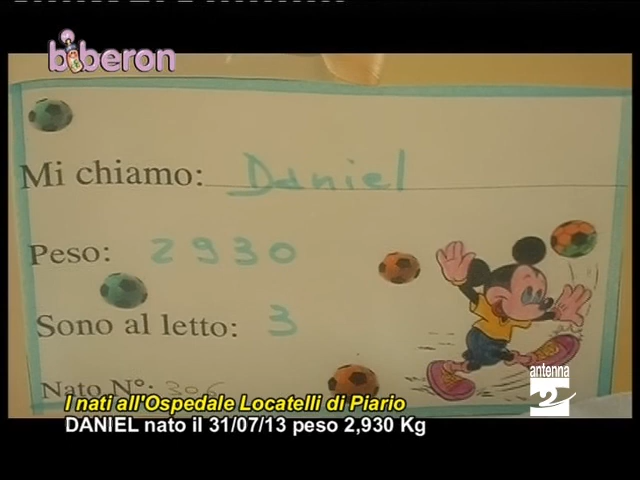 biberon
Mi chiamo: Daniel
Peso: 2930
Sono al letto: 3
Nato N°: 306
I nati all'Ospedale Locatelli di Piario
DANIEL nato il 31/07/13 peso 2,930 Kg
antenna
2